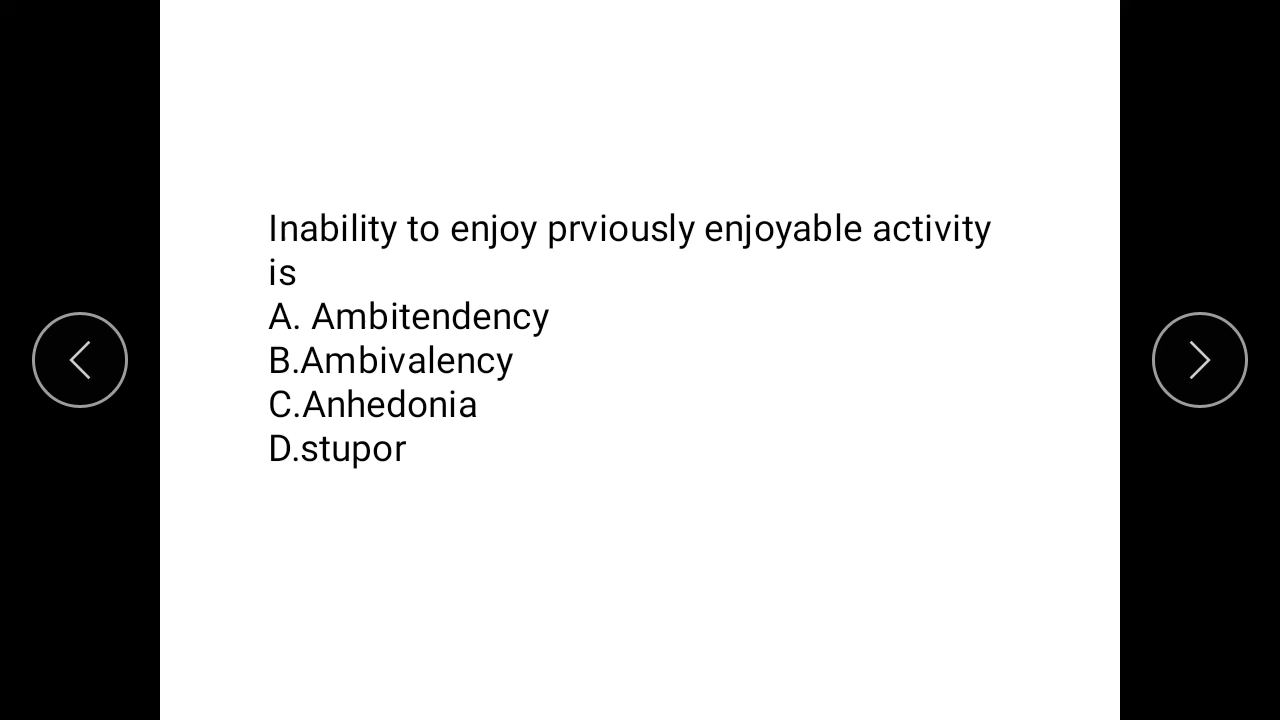 Inability to enjoy prviously enjoyable activity
is
A. Ambitendency
B.Ambivalency
C.Anhedonia
D.stupor